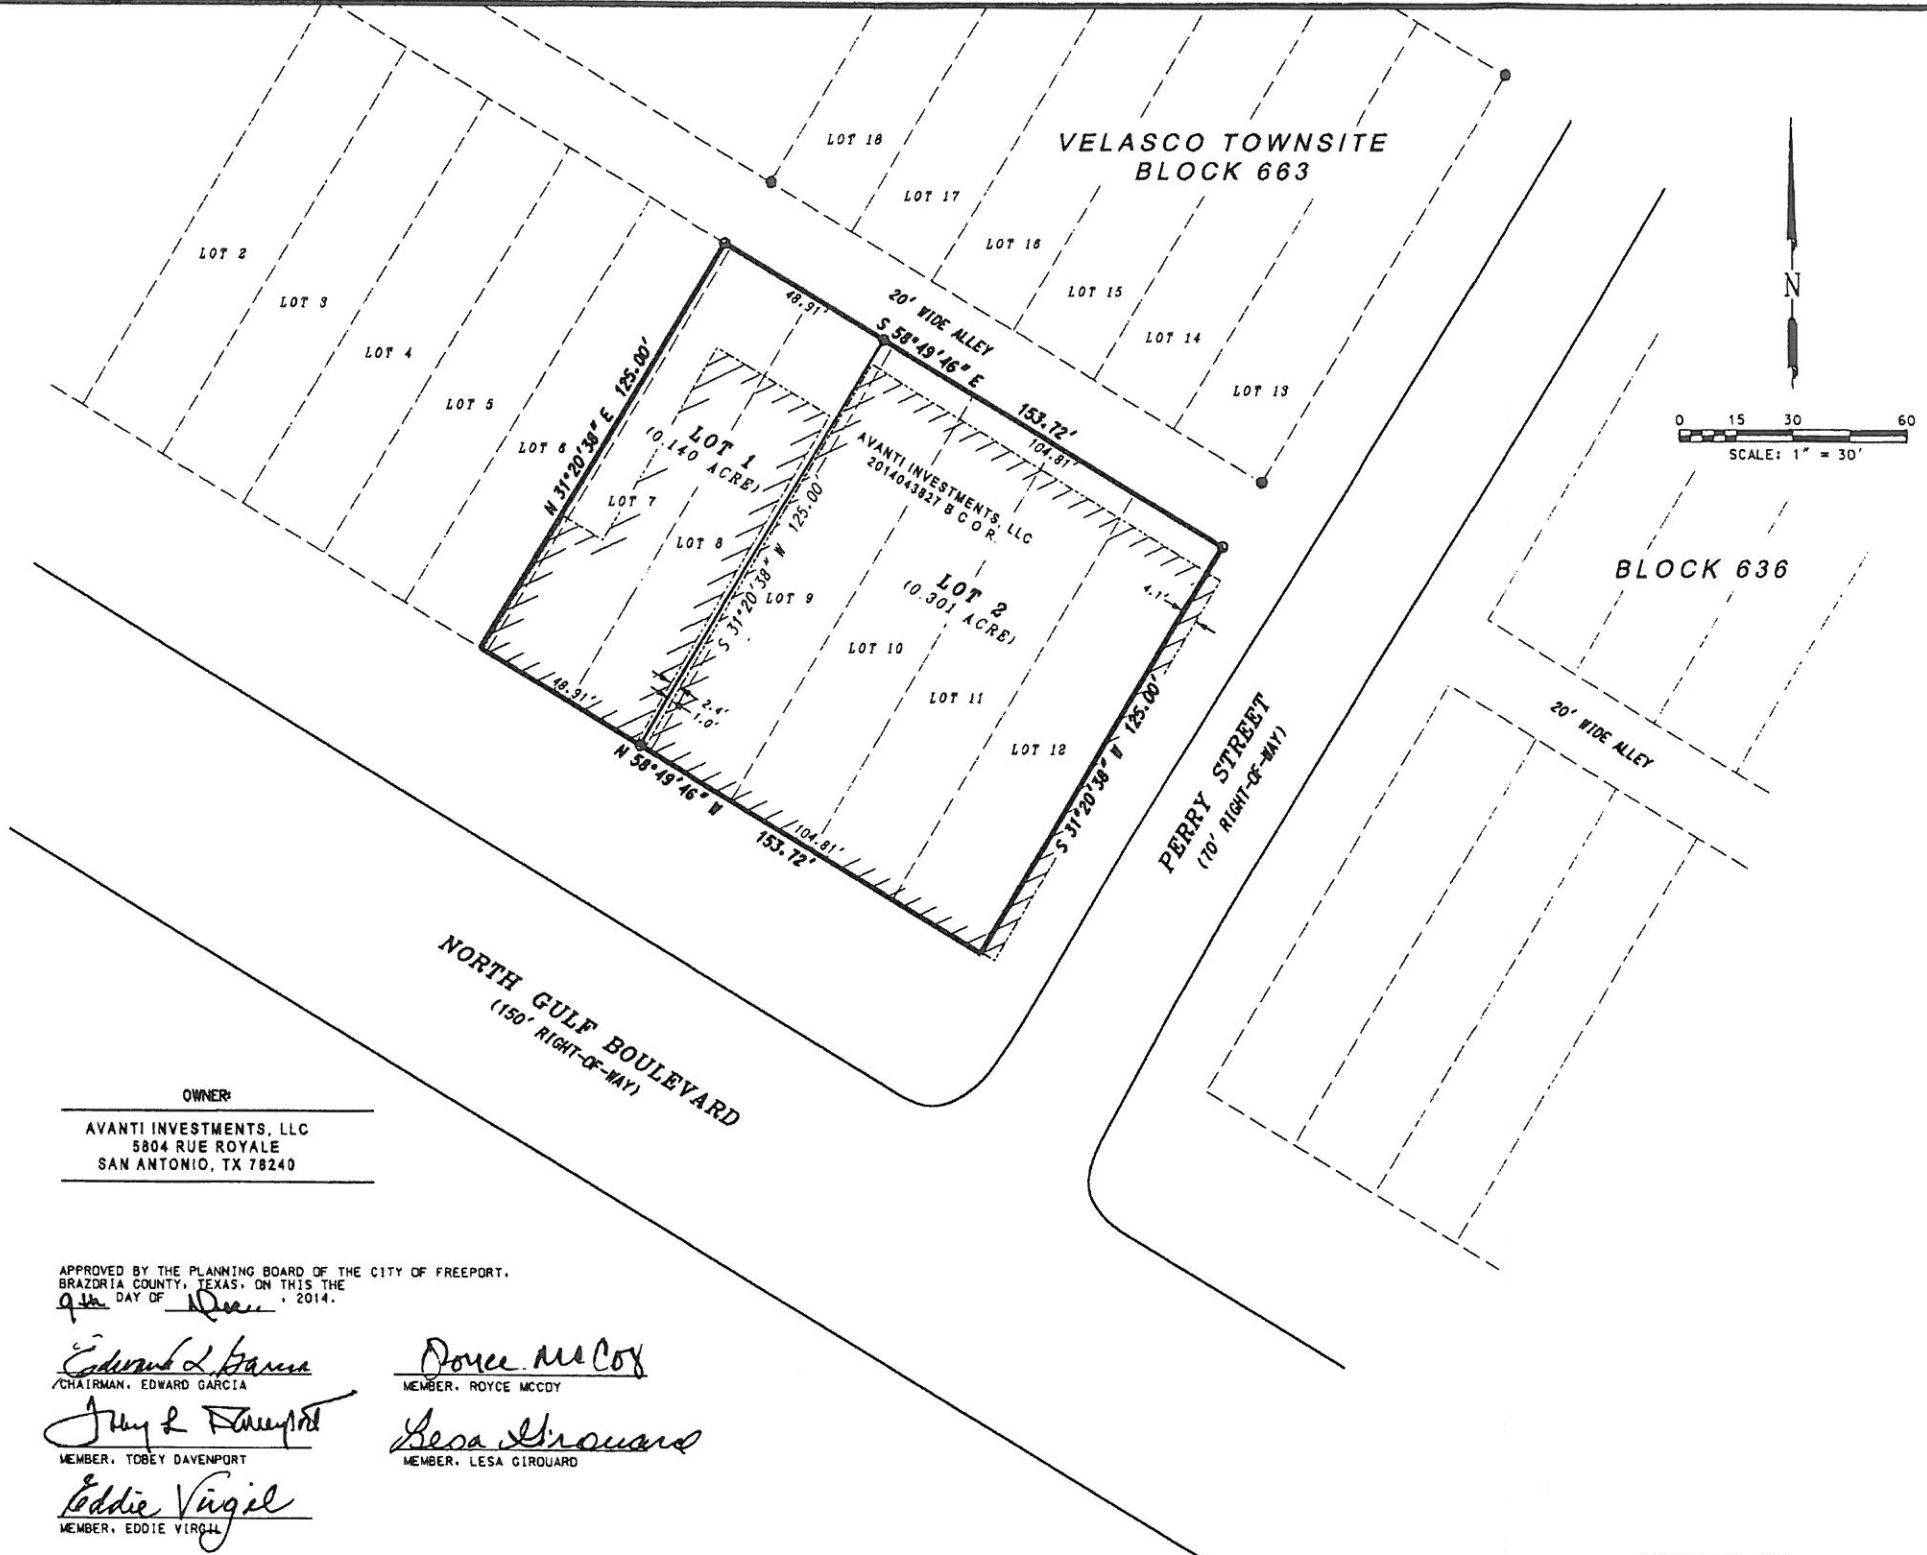 VELASCO TOWNSITE
BLOCK 663
LOT 18
LOT 17
LOT 16
LOT 15
LOT 14
LOT 13
LOT 2
LOT 3
LOT 4
LOT 5
LOT 6
LOT 7
LOT 8
LOT 9
LOT 10
LOT 11
LOT 12
20' WIDE ALLEY
S 58°49'46" E
153.72'
48.91'
104.81'
N 31°20'38" E 125.00'
LOT 1
(0.140 ACRE)
S 31°20'38" W 125.00'
AVANTI INVESTMENTS, LLC
2014043827 B C O R.
LOT 2
(0.301 ACRE)
4.1'
2.4'
1.0'
48.91'
104.81'
N 58°49'46" W
153.72'
S 31°20'38" W 125.00'
PERRY STREET
(70' RIGHT-OF-WAY)
N
0 15 30 60
SCALE: 1" = 30'
BLOCK 636
20' WIDE ALLEY
NORTH GULF BOULEVARD
(150' RIGHT-OF-WAY)
OWNER:
AVANTI INVESTMENTS, LLC
5804 RUE ROYALE
SAN ANTONIO, TX 78240
APPROVED BY THE PLANNING BOARD OF THE CITY OF FREEPORT,
BRAZORIA COUNTY, TEXAS, ON THIS THE
9th DAY OF , 2014.
Edward L Garcia
CHAIRMAN, EDWARD GARCIA
Royce McCoy
MEMBER, ROYCE MCCOY
Tobey L Davenport
MEMBER, TOBEY DAVENPORT
Lesa Girouard
MEMBER, LESA GIROUARD
Eddie Virgil
MEMBER, EDDIE VIRGIL